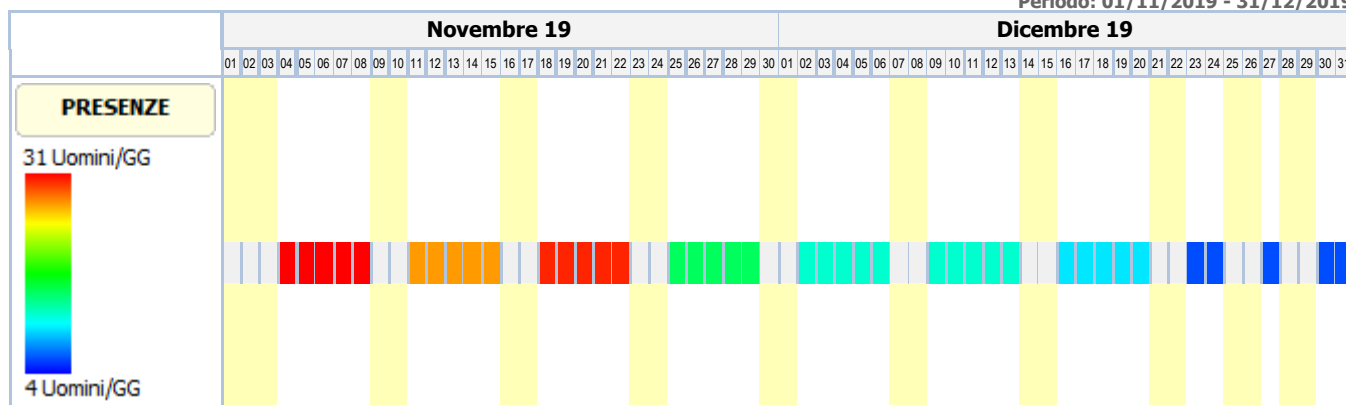 Periodo: 01/11/2019 - 31/12/2019
Novembre 19 Dicembre 19
01 02 03 04 05 06 07 08 09 10 11 12 13 14 15 16 17 18 19 20 21 22 23 24 25 26 27 28 29 30 01 02 03 04 05 06 07 08 09 10 11 12 13 14 15 16 17 18 19 20 21 22 23 24 25 26 27 28 29 30 31
PRESENZE
31 Uomini/GG
4 Uomini/GG